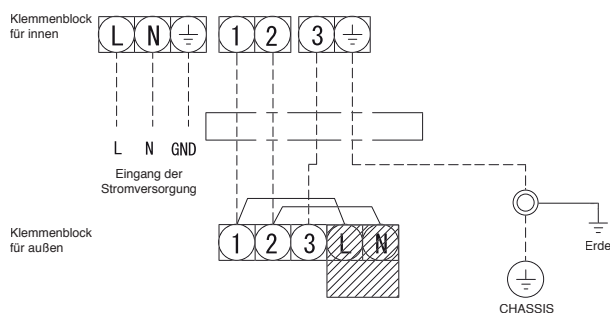 Klemmenblock
für innen
L N
1 2
3
L N GND
Eingang der
Stromversorgung
Klemmenblock
für außen
1 2 3 L N
Erde
CHASSIS